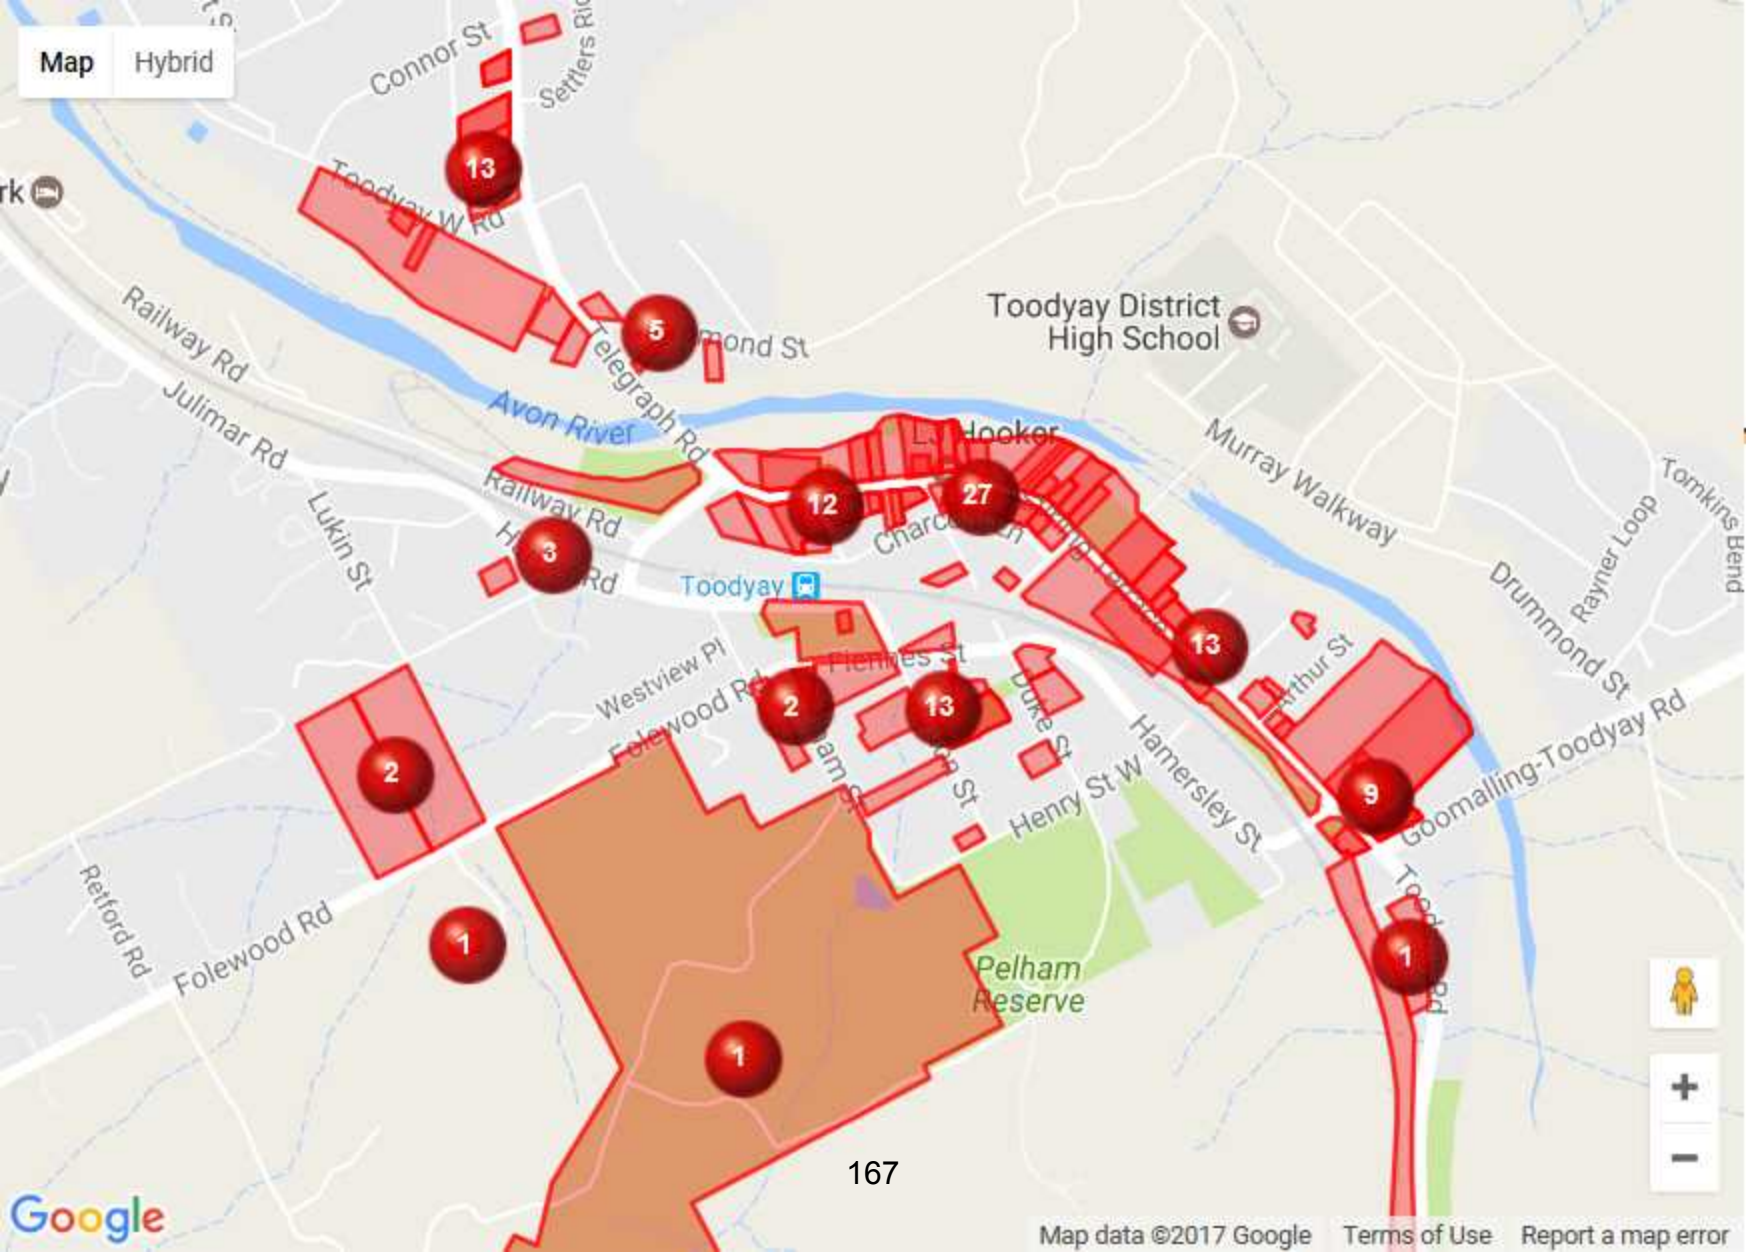 Map
Hybrid
Connor St
13
rk
Toodyay W Rd
Railway Rd
Julimar Rd
5
mond St
Toodyay District
High School
Avon River
Telegraph Rd
LJ Hooker
Murray Walkway
Tomkins Bend
Rayner Loop
Railway Rd
12
27
Lukin St
3
Rd
Toodyay
Drummond St
13
Arthur St
Westview Pl
Fiennes St
Folewood Rd
2
13
Duke St
Hamersley St
Goomalling-Toodyay Rd
2
9
Henry St W
Retford Rd
Folewood Rd
1
Pelham
Reserve
1
1
+
−
167
Google
Map data ©2017 Google
Terms of Use
Report a map error